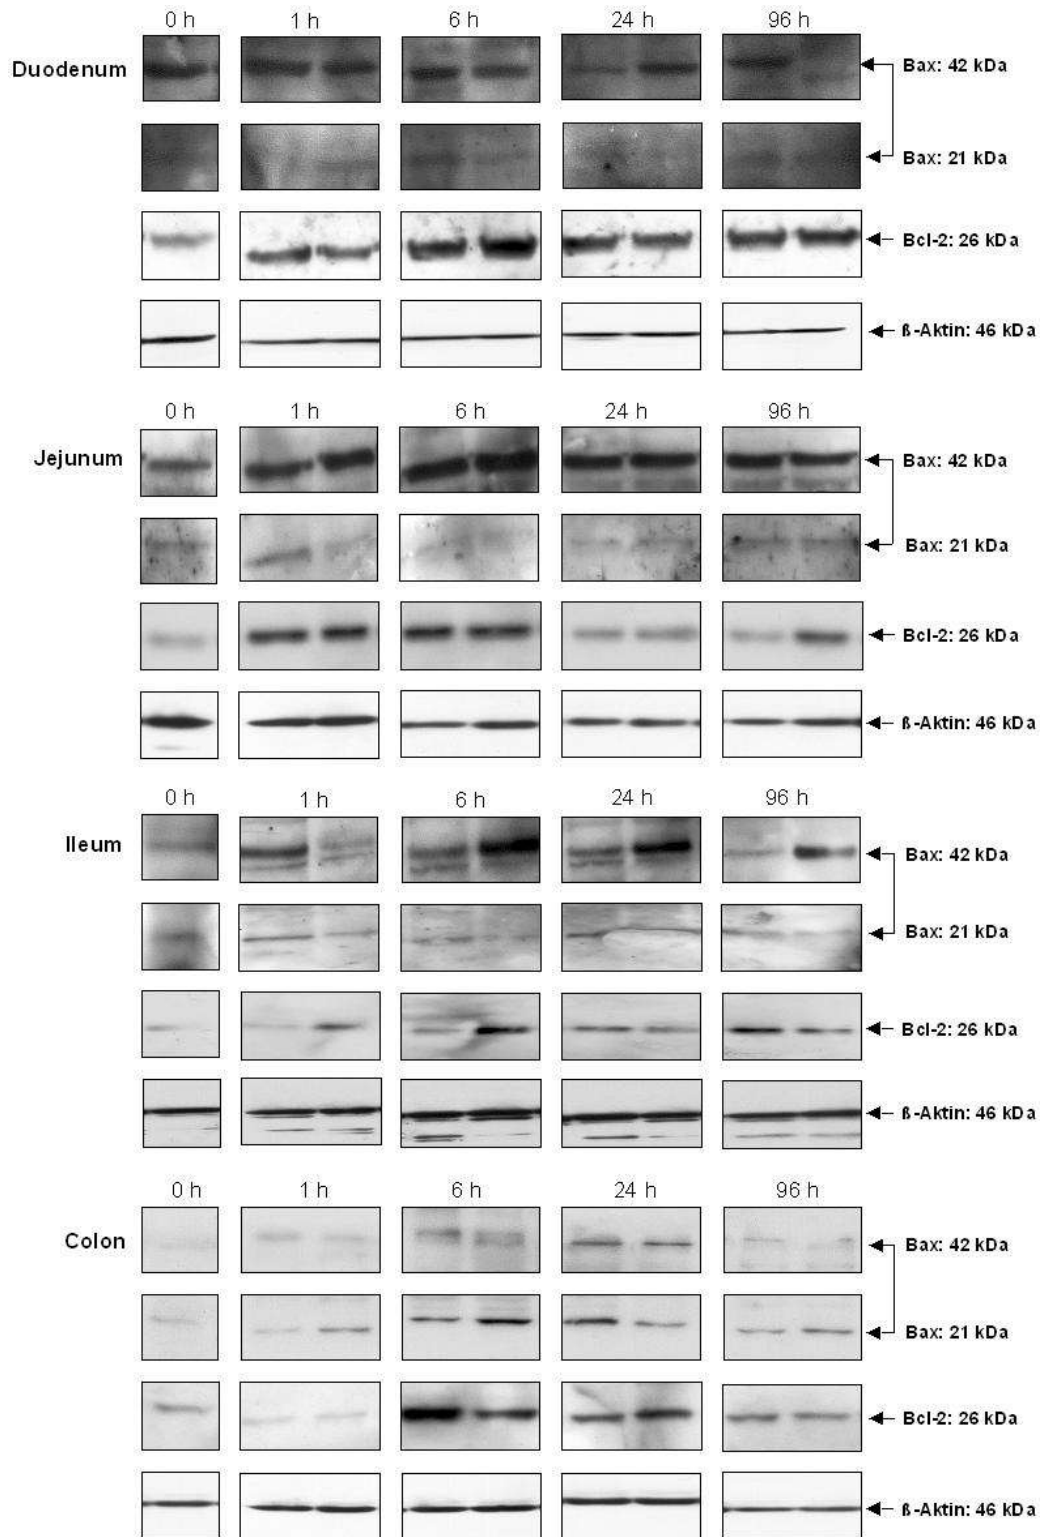 0 h 1 h 6 h 24 h 96 h
Duodenum
Bax: 42 kDa
Bax: 21 kDa
Bcl-2: 26 kDa
ß-Aktin: 46 kDa
0 h 1 h 6 h 24 h 96 h
Jejunum
Bax: 42 kDa
Bax: 21 kDa
Bcl-2: 26 kDa
ß-Aktin: 46 kDa
0 h 1 h 6 h 24 h 96 h
Ileum
Bax: 42 kDa
Bax: 21 kDa
Bcl-2: 26 kDa
ß-Aktin: 46 kDa
0 h 1 h 6 h 24 h 96 h
Colon
Bax: 42 kDa
Bax: 21 kDa
Bcl-2: 26 kDa
ß-Aktin: 46 kDa